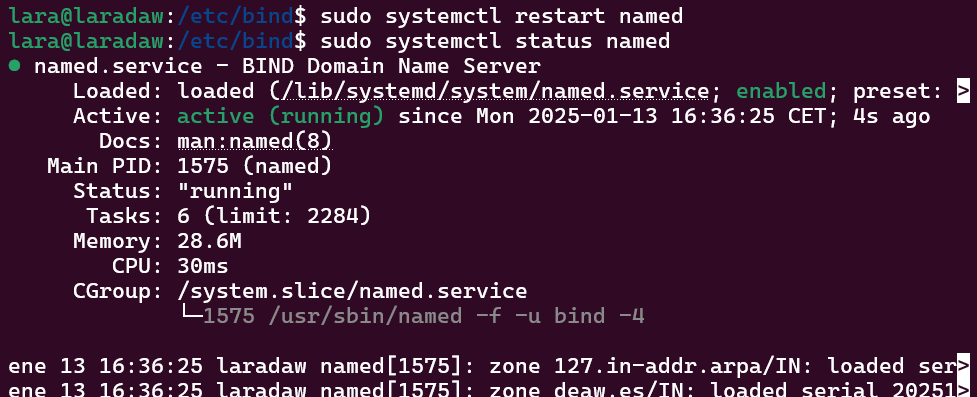 lara@laradaw:/etc/bind$ sudo systemctl restart named
lara@laradaw:/etc/bind$ sudo systemctl status named
● named.service - BIND Domain Name Server
Loaded: loaded (/lib/systemd/system/named.service; enabled; preset: >
Active: active (running) since Mon 2025-01-13 16:36:25 CET; 4s ago
Docs: man:named(8)
Main PID: 1575 (named)
Status: "running"
Tasks: 6 (limit: 2284)
Memory: 28.6M
CPU: 30ms
CGroup: /system.slice/named.service
└─1575 /usr/sbin/named -f -u bind -4
ene 13 16:36:25 laradaw named[1575]: zone 127.in-addr.arpa/IN: loaded ser>
ene 13 16:36:25 laradaw named[1575]: zone deaw.es/IN: loaded serial 20251>